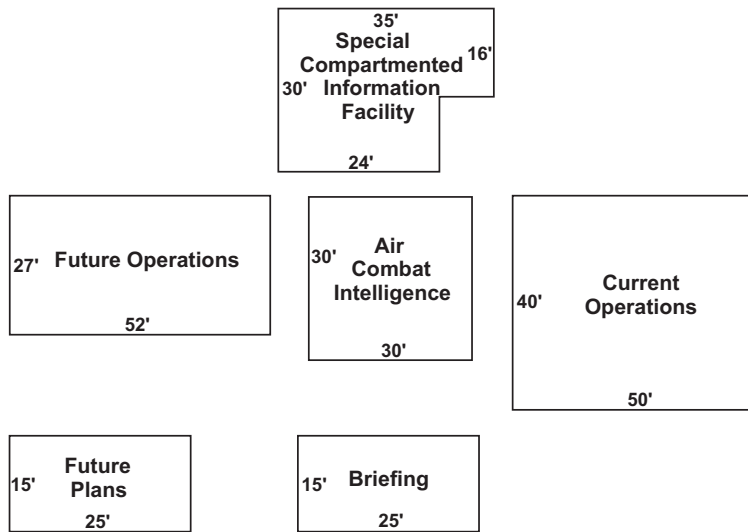 35'
Special
Compartmented
16'
30'
Information
Facility
24'
27'
Future Operations
52'
30'
Air
Combat
Intelligence
30'
40'
Current
Operations
50'
15'
Future
Plans
25'
15'
Briefing
25'